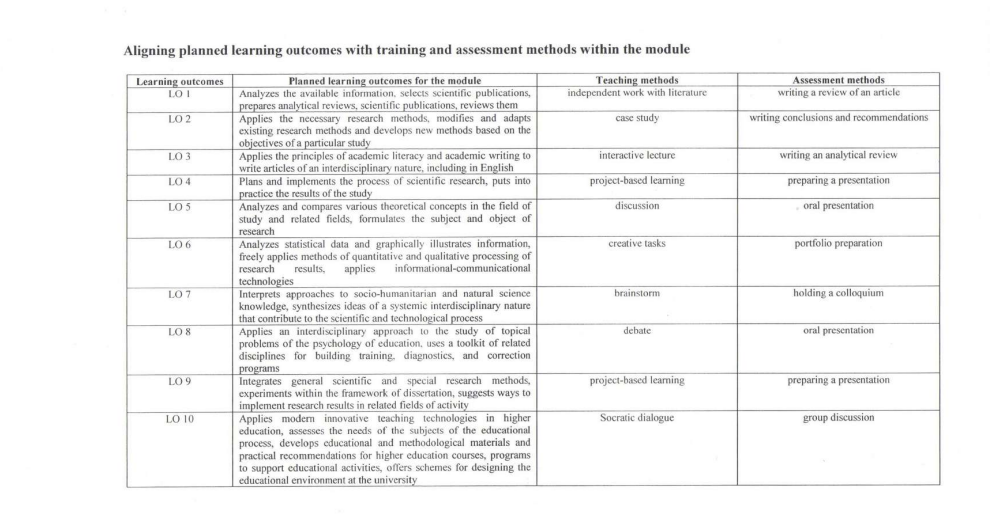 Aligning planned learning outcomes with training and assessment methods within the module
Learning outcomes Planned learning outcomes for the module Teaching methods Assessment methods
LO 1 Analyzes the available information, selects scientific publications, independent work with literature writing a review of an article
prepares analytical reviews, scientific publications, reviews them
LO 2 Applies the necessary research methods, modifies and adapts case study writing conclusions and recommendations
existing research methods and develops new methods based on the
objectives of a particular study
LO 3 Applies the principles of academic literacy and academic writing to interactive lecture writing an analytical review
write articles of an interdisciplinary nature, including in English
LO 4 Plans and implements the process of scientific research, puts into project-based learning preparing a presentation
practice the results of the study
LO 5 Analyzes and compares various theoretical concepts in the field of discussion oral presentation
study and related fields, formulates the subject and object of
research
LO 6 Analyzes statistical data and graphically illustrates information, creative tasks portfolio preparation
freely applies methods of quantitative and qualitative processing of
research results, applies informational-communicational
technologies
LO 7 Interprets approaches to socio-humanitarian and natural science brainstorm holding a colloquium
knowledge, synthesizes ideas of a systemic interdisciplinary nature
that contribute to the scientific and technological process
LO 8 Applies an interdisciplinary approach to the study of topical debate oral presentation
problems of the psychology of education, uses a toolkit of related
disciplines for building training, diagnostics, and correction
programs
LO 9 Integrates general scientific and special research methods, project-based learning preparing a presentation
experiments within the framework of dissertation, suggests ways to
implement research results in related fields of activity
LO 10 Applies modern innovative teaching technologies in higher Socratic dialogue group discussion
education, assesses the needs of the subjects of the educational
process, develops educational and methodological materials and
practical recommendations for higher education courses, programs
to support educational activities, offers schemes for designing the
educational environment at the university